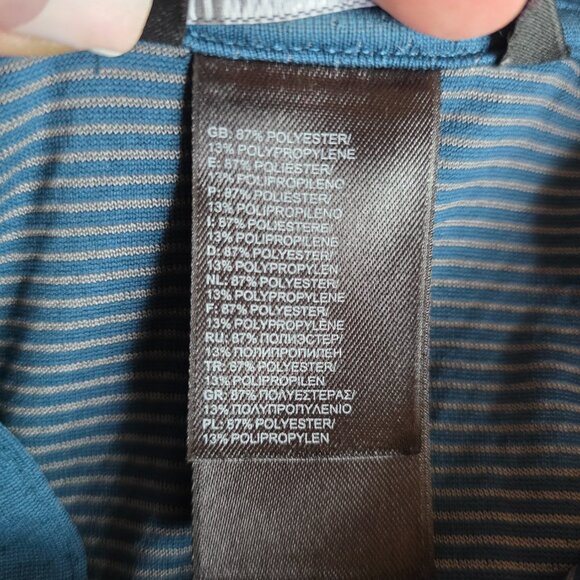 GB: 87% POLYESTER/
13% POLYPROPYLENE
E: 87% POLIESTER/
13% POLIPROPILENO
P: 87% POLIESTER/
13% POLIPROPILENO
I: 87% POLIESTERE/
13% POLIPROPILENE
D: 87% POLYESTER/
13% POLYPROPYLEN
NL: 87% POLYESTER/
13% POLYPROPYLENE
F: 87% POLYESTER/
13% POLYPROPYLENE
RU: 87% ПОЛИЭСТЕР/
13% ПОЛИПРОПИЛЕН
TR: 87% POLYESTER/
13% POLIPROPILEN
GR: 87% ΠΟΛΥΕΣΤΕΡΑΣ/
13% ΠΟΛΥΠΡΟΠΥΛΕΝΙΟ
PL: 87% POLYESTER/
13% POLIPROPYLEN